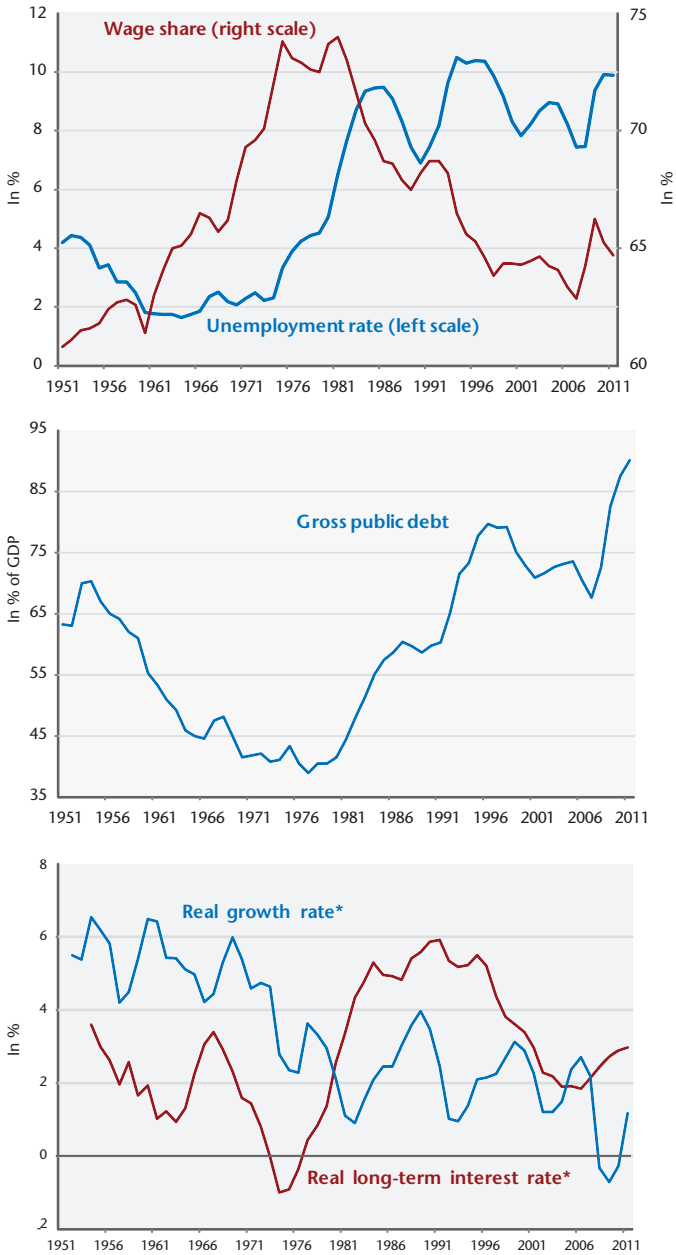 12
75
Wage share (right scale)
10
8
70
In %
6
In %
4
65
2
Unemployment rate (left scale)
0
60
1951 1956 1961 1966 1971 1976 1981 1986 1991 1996 2001 2006 2011
95
85
Gross public debt
75
In % of GDP
65
55
45
35
1951 1956 1961 1966 1971 1976 1981 1986 1991 1996 2001 2006 2011
8
Real growth rate*
6
4
In %
2
0
Real long-term interest rate*
-2
1951 1956 1961 1966 1971 1976 1981 1986 1991 1996 2001 2006 2011